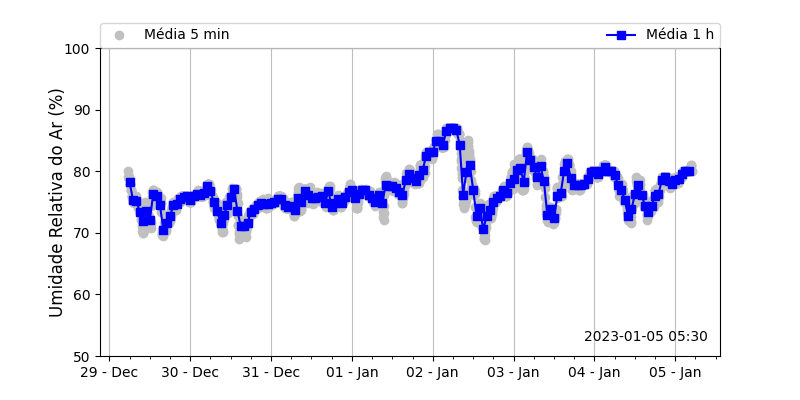 Média 5 min
Média 1 h
100
90
80
70
60
50
Umidade Relativa do Ar (%)
2023-01-05 05:30
29 - Dec
30 - Dec
31 - Dec
01 - Jan
02 - Jan
03 - Jan
04 - Jan
05 - Jan